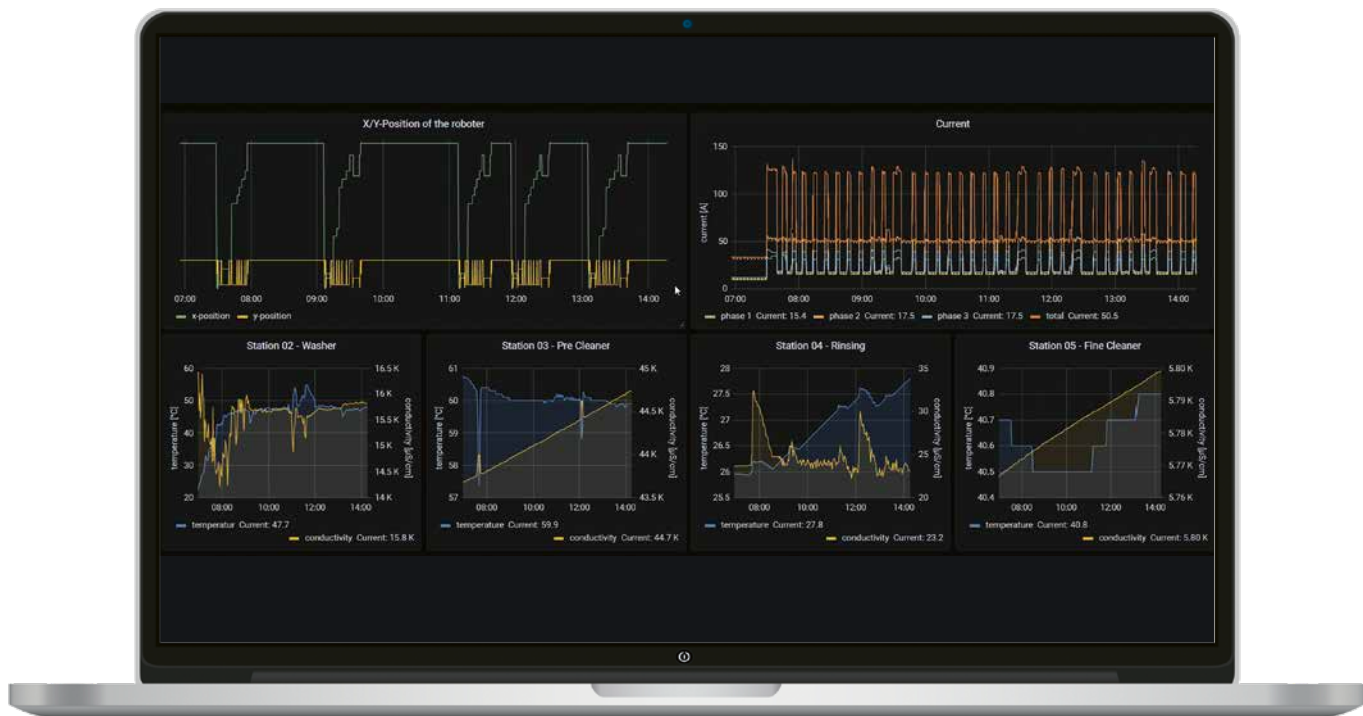 X/Y-Position of the roboter
07:00 08:00 09:00 10:00 11:00 12:00 13:00 14:00
x-position y-position
Current
150
100
50
0
current [A]
07:00 08:00 09:00 10:00 11:00 12:00 13:00 14:00
phase 1 Current: 15.4 phase 2 Current: 17.5 phase 3 Current: 17.5 total Current: 50.5
Station 02 - Washer
60
50
40
30
20
temperature [°C]
16.5 K
16 K
15.5 K
15 K
14.5 K
14 K
conductivity [µS/cm]
08:00 10:00 12:00 14:00
temperatur Current: 47.7
conductivity Current: 15.8 K
Station 03 - Pre Cleaner
61
60
59
58
57
temperature [°C]
45 K
44.5 K
44 K
43.5 K
conductivity [µS/cm]
08:00 10:00 12:00 14:00
temperature Current: 59.9
conductivity Current: 44.7 K
Station 04 - Rinsing
28
27.5
27
26.5
26
25.5
temperature [°C]
35
30
25
20
conductivity [µS/cm]
08:00 10:00 12:00 14:00
temperature Current: 27.8
conductivity Current: 23.2
Station 05 - Fine Cleaner
40.9
40.8
40.7
40.6
40.5
40.4
temperature [°C]
5.80 K
5.79 K
5.78 K
5.77 K
5.76 K
conductivity [µS/cm]
08:00 10:00 12:00 14:00
temperature Current: 40.8
conductivity Current: 5.80 K